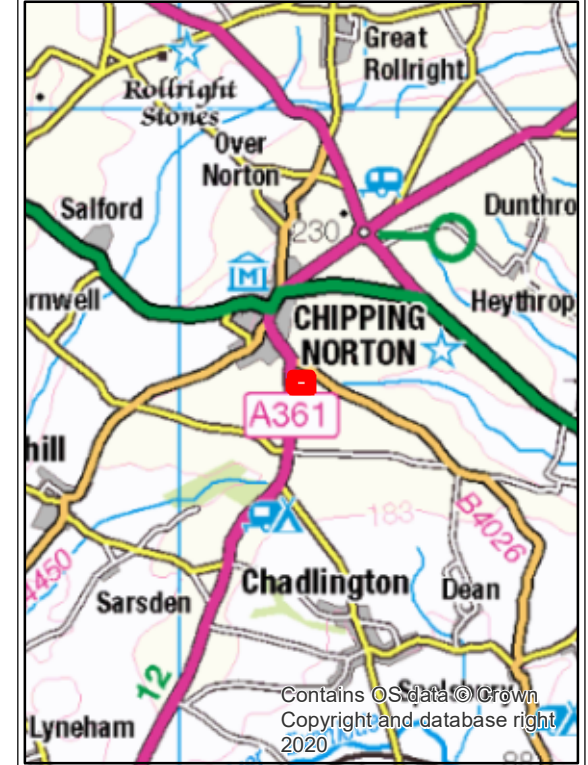 Great
Rollright
Rollright
Stones
Over
Norton
Salford
230
Dunthro
rnwell
M
Heythrop
CHIPPING
NORTON
A361
hill
183
B4026
4450
Chadlington
Dean
Sarsden
12
Spelsbury
Lyneham
Contains OS data © Crown
Copyright and database right
2020